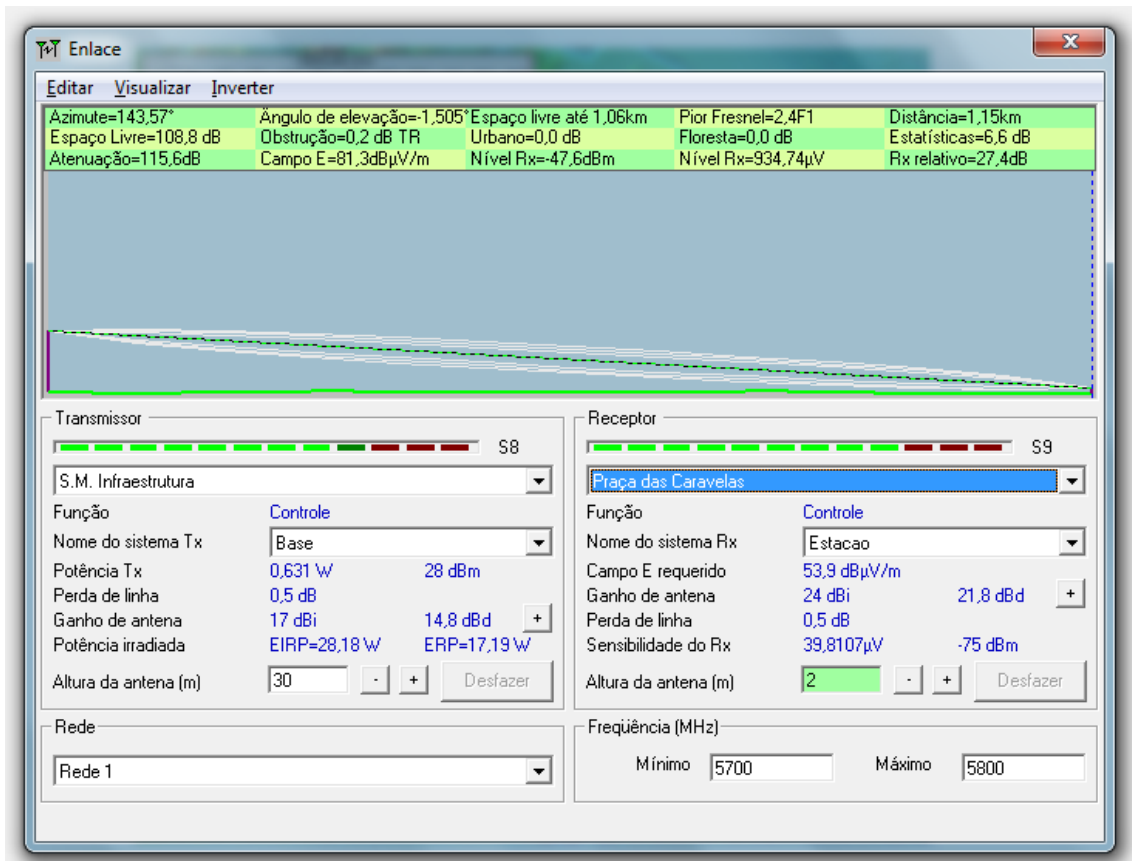 Enlace
Editar Visualizar Inverter
Azimute=143,57° Ângulo de elevação=-1,505° Espaço livre até 1,06km Pior Fresnel=2,4F1 Distância=1,15km
Espaço Livre=108,8 dB Obstrução=0,2 dB TR Urbano=0,0 dB Floresta=0,0 dB Estatísticas=6,6 dB
Atenuação=115,6dB Campo E=81,3dBµV/m Nível Rx=-47,6dBm Nível Rx=934,74µV Rx relativo=27,4dB
Transmissor
S8
S.M. Infraestrutura
Função Controle
Nome do sistema Tx Base
Potência Tx 0,631 W 28 dBm
Perda de linha 0,5 dB
Ganho de antena 17 dBi 14,8 dBd +
Potência irradiada EIRP=28,18 W ERP=17,19 W
Altura da antena (m) 30 - + Desfazer
Receptor
S9
Praça das Caravelas
Função Controle
Nome do sistema Rx Estacao
Campo E requerido 53,9 dBµV/m
Ganho de antena 24 dBi 21,8 dBd +
Perda de linha 0,5 dB
Sensibilidade do Rx 39,8107µV -75 dBm
Altura da antena (m) 2 - + Desfazer
Rede
Rede 1
Freqüência (MHz)
Mínimo 5700 Máximo 5800